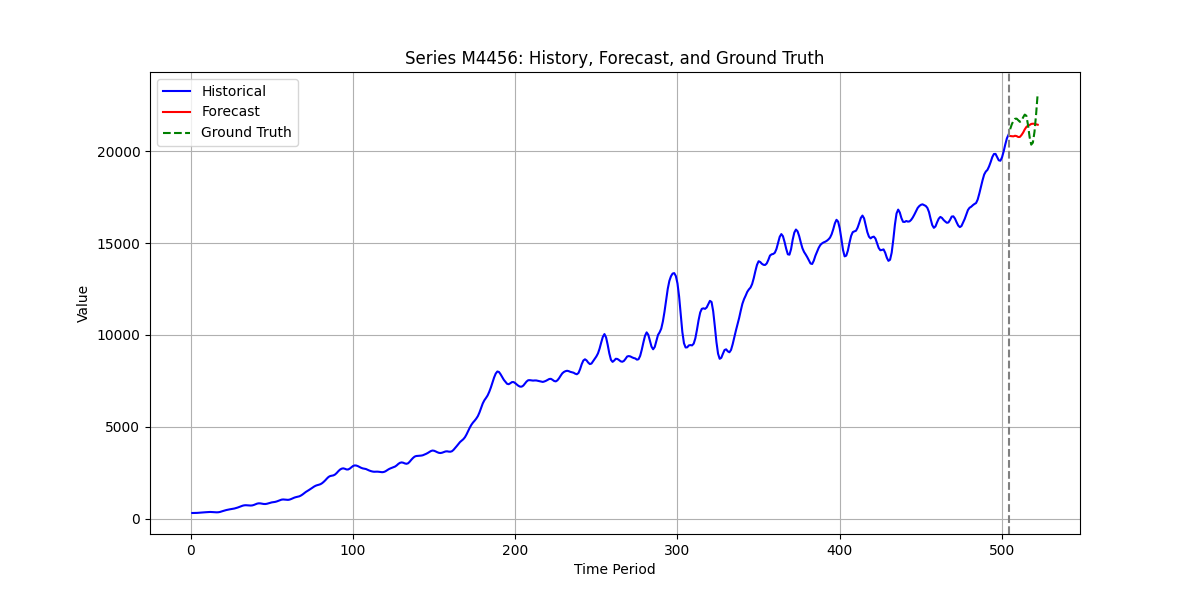 Series M4456: History, Forecast, and Ground Truth
Historical
Forecast
Ground Truth
Value
20000
15000
10000
5000
0
0 100 200 300 400 500
Time Period